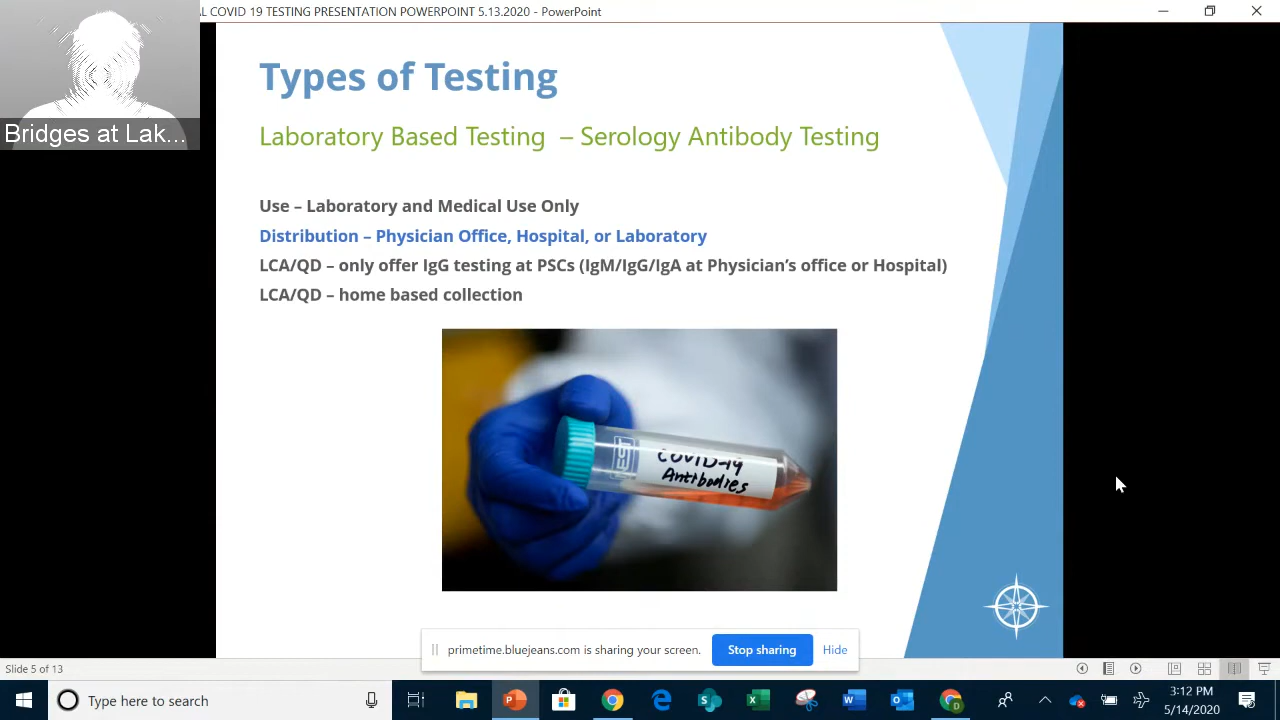 L COVID 19 TESTING PRESENTATION POWERPOINT 5.13.2020 - PowerPoint
Bridges at Lak...
Types of Testing
Laboratory Based Testing – Serology Antibody Testing
Use – Laboratory and Medical Use Only
Distribution – Physician Office, Hospital, or Laboratory
LCA/QD – only offer IgG testing at PSCs (IgM/IgG/IgA at Physician's office or Hospital)
LCA/QD – home based collection
COVID-19
Antibodies
primetime.bluejeans.com is sharing your screen.
Stop sharing
Hide
Slide 5 of 13
Type here to search
3:12 PM
5/14/2020